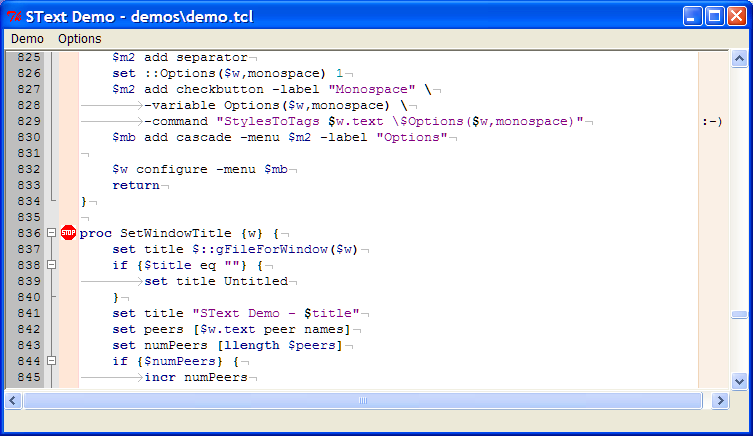 SText Demo - demos\demo.tcl
Demo Options
825 $m2 add separator¬
826 set ::Options($w,monospace) 1¬
827 $m2 add checkbutton -label "Monospace" \¬
828 -variable Options($w,monospace) \¬
829 -command "StylesToTags $w.text \$Options($w,monospace)"¬ :-)
830 $mb add cascade -menu $m2 -label "Options"¬
831 ¬
832 $w configure -menu $mb¬
833 return¬
834 }¬
835 ¬
836 STOP proc SetWindowTitle {w} {¬
837 set title $::gFileForWindow($w)¬
838 if {$title eq ""} {¬
839 set title Untitled¬
840 }¬
841 set title "SText Demo - $title"¬
842 set peers [$w.text peer names]¬
843 set numPeers [llength $peers]¬
844 if {$numPeers} {¬
845 incr numPeers¬